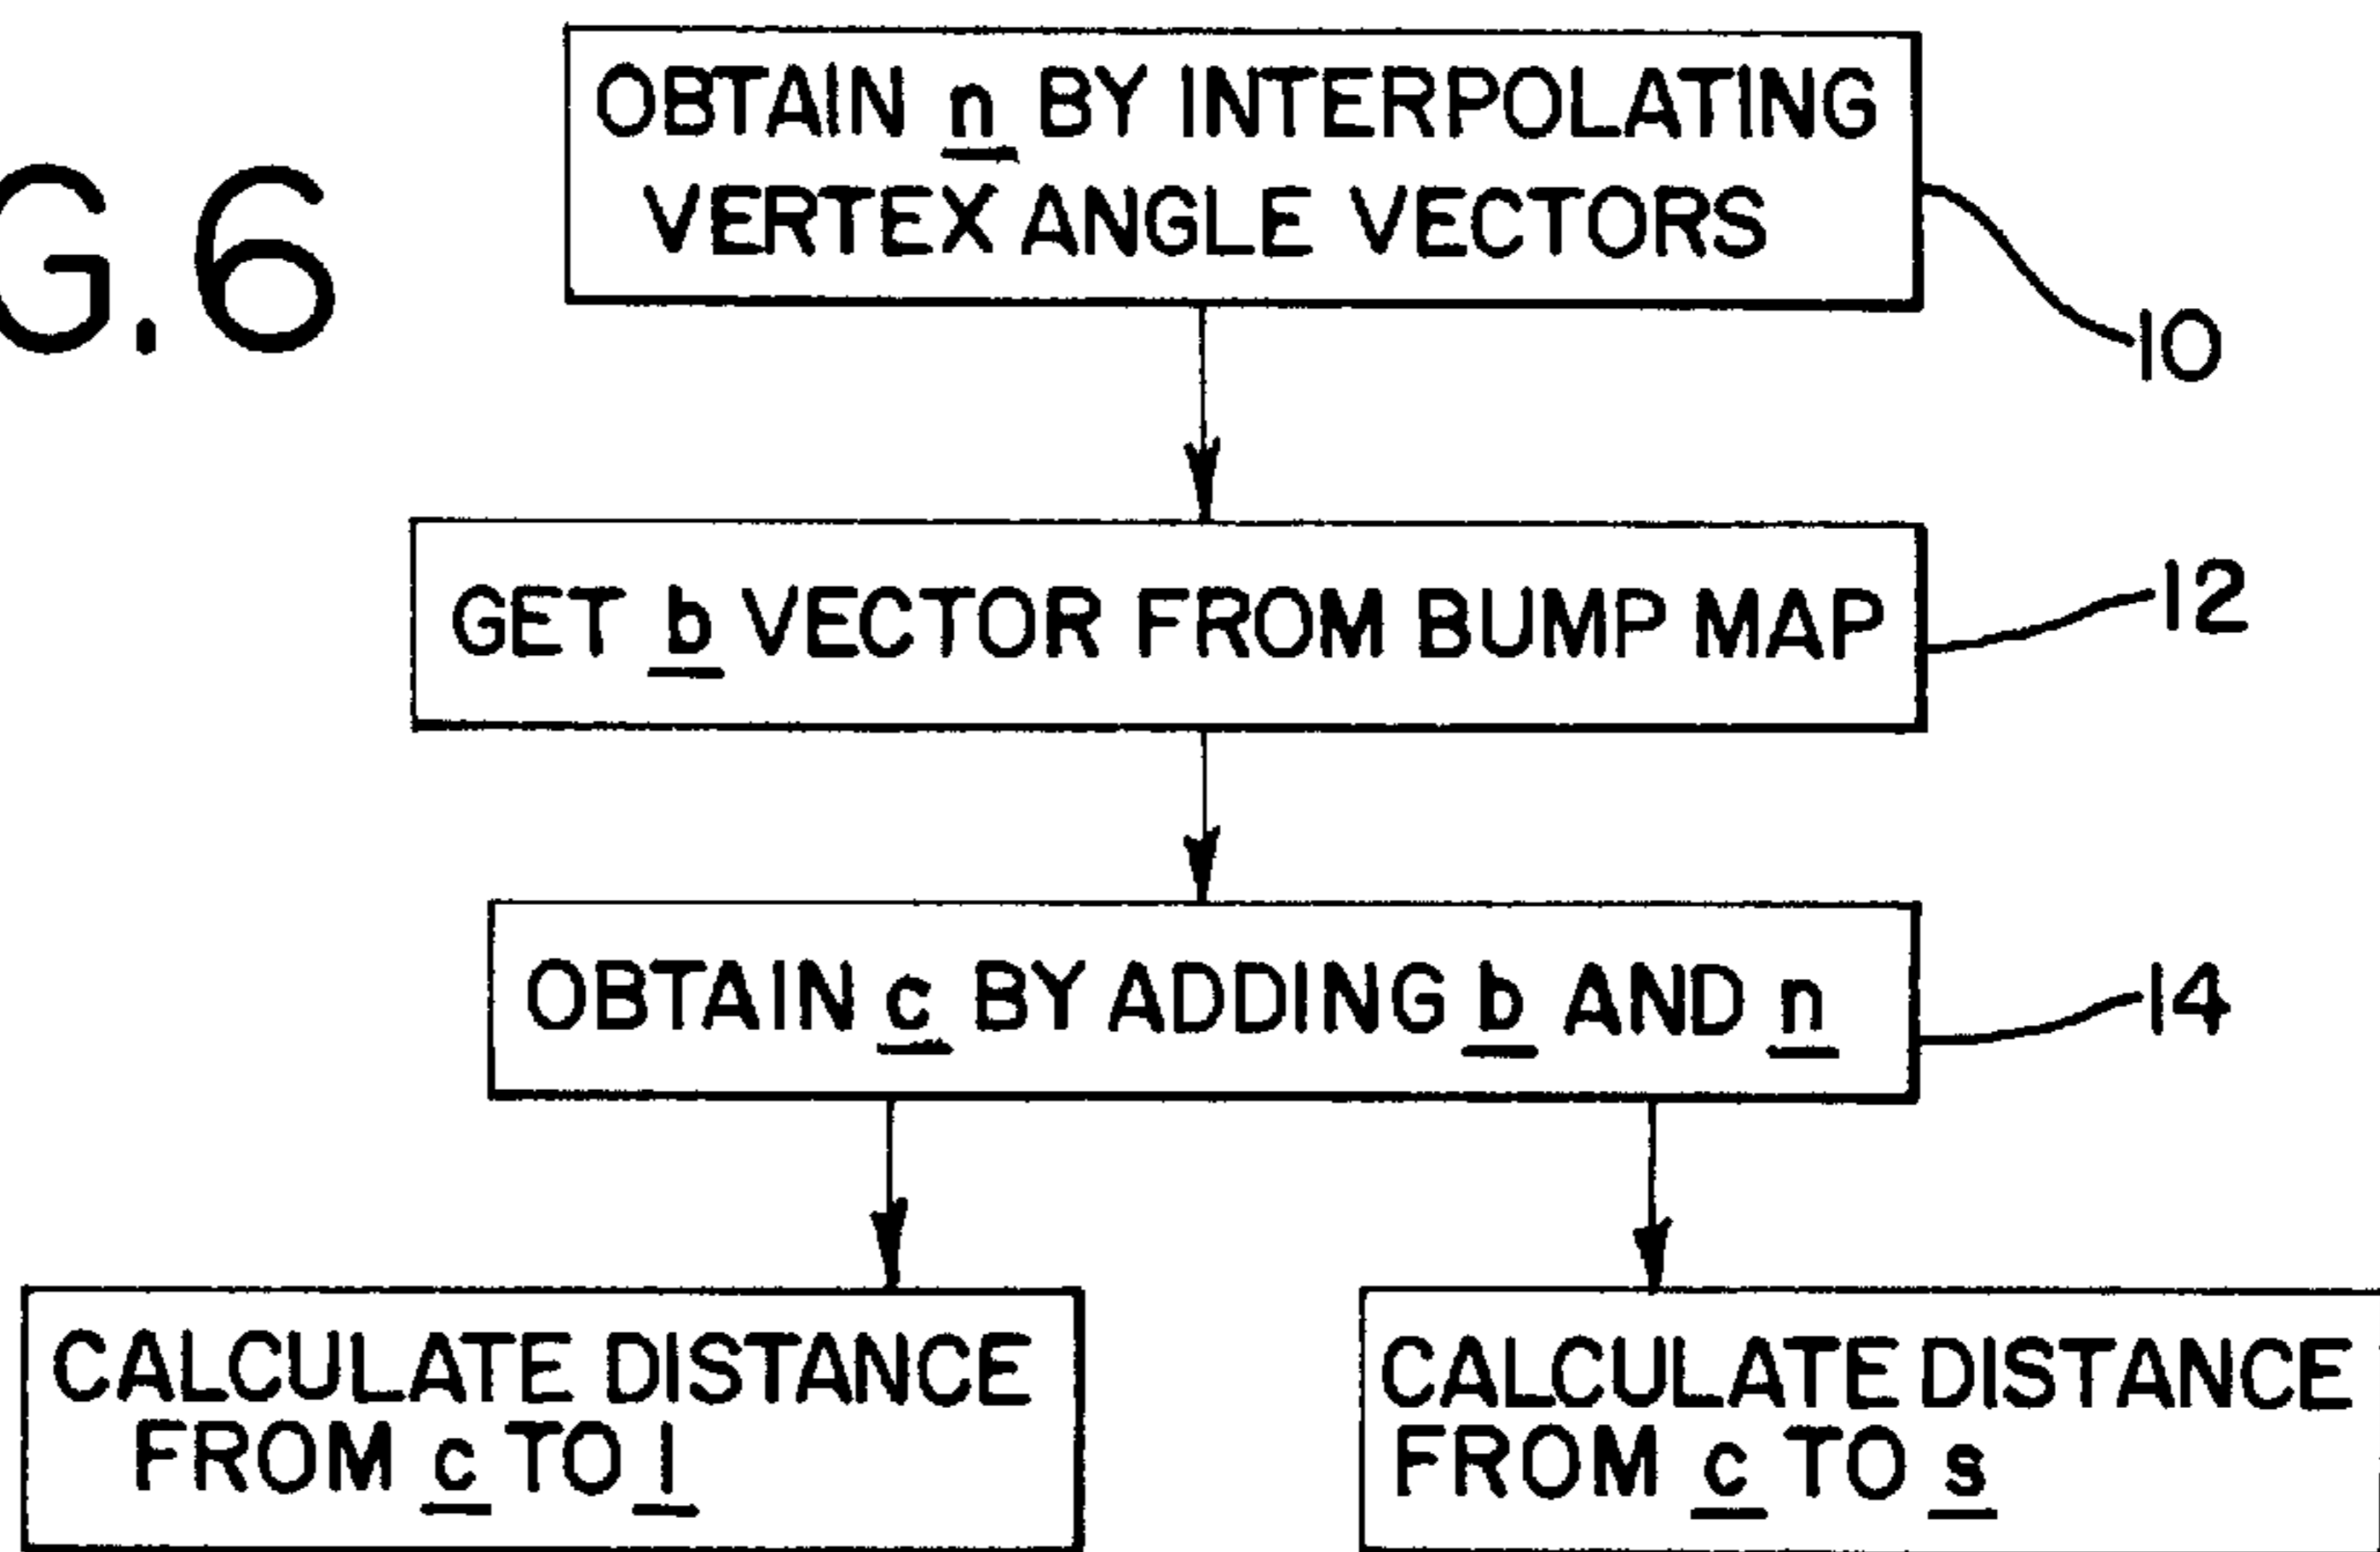 G.6
OBTAIN n BY INTERPOLATING
VERTEX ANGLE VECTORS
10
GET b VECTOR FROM BUMP MAP
12
OBTAIN c BY ADDING b AND n
14
CALCULATE DISTANCE
FROM c TO l
CALCULATE DISTANCE
FROM c TO s